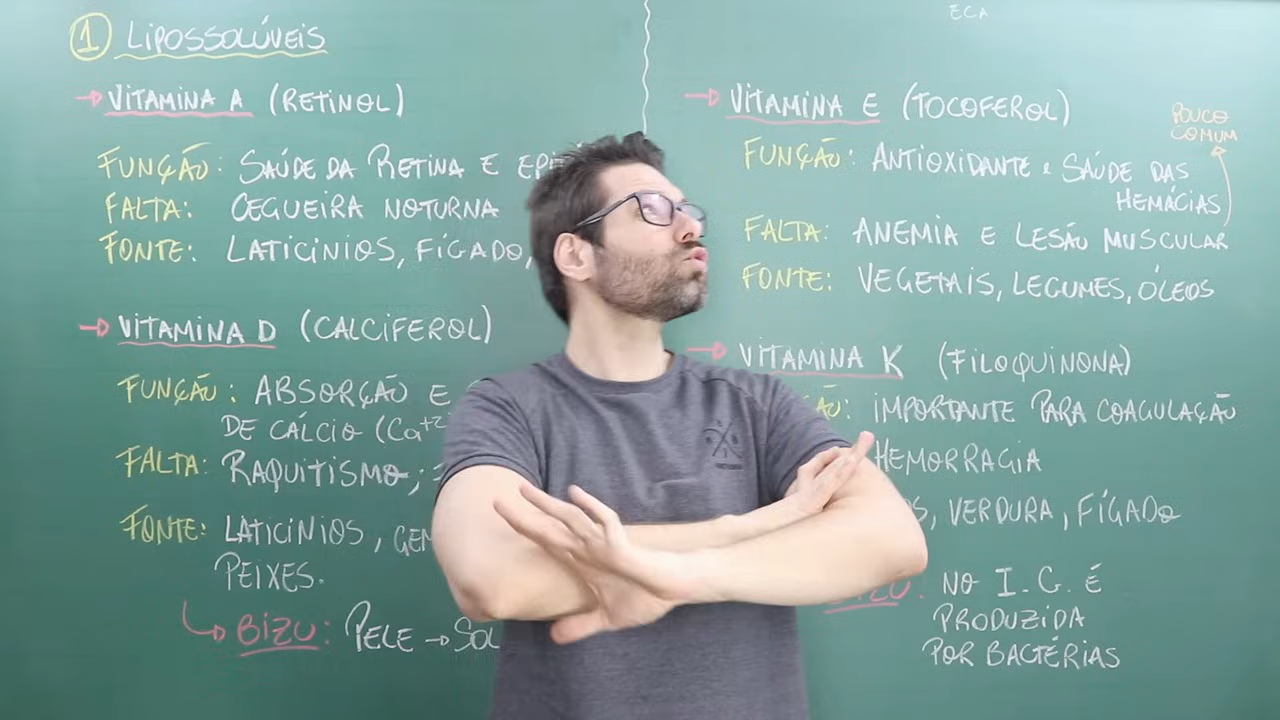 1 LIPOSSOLÚVEIS
→ VITAMINA A (RETINOL)
FUNÇÃO: SAÚDE DA RETINA E
FALTA: CEGUEIRA NOTURNA
FONTE: LATICINIOS, FÍGADO,
→ VITAMINA D (CALCIFEROL)
FUNÇÃO: ABSORÇÃO E
DE CÁLCIO (Ca+2
FALTA: RAQUITISMO;
FONTE: LATICÍNIOS,
PEIXES.
BIZU: PELE → SOL
ECA
→ VITAMINA E (TOCOFEROL)
POUCO
COMUM
FUNÇÃO: ANTIOXIDANTE E SAÚDE DAS
HEMÁCIAS
FALTA: ANEMIA E LESÃO MUSCULAR
FONTE: VEGETAIS, LEGUMES, ÓLEOS
→ VITAMINA K (FILOQUINONA)
IMPORTANTE PARA COAGULAÇÃO
HEMORRAGIA
VERDURA, FÍGADO
BIZU: NO I.G. É
PRODUZIDA
POR BACTÉRIAS